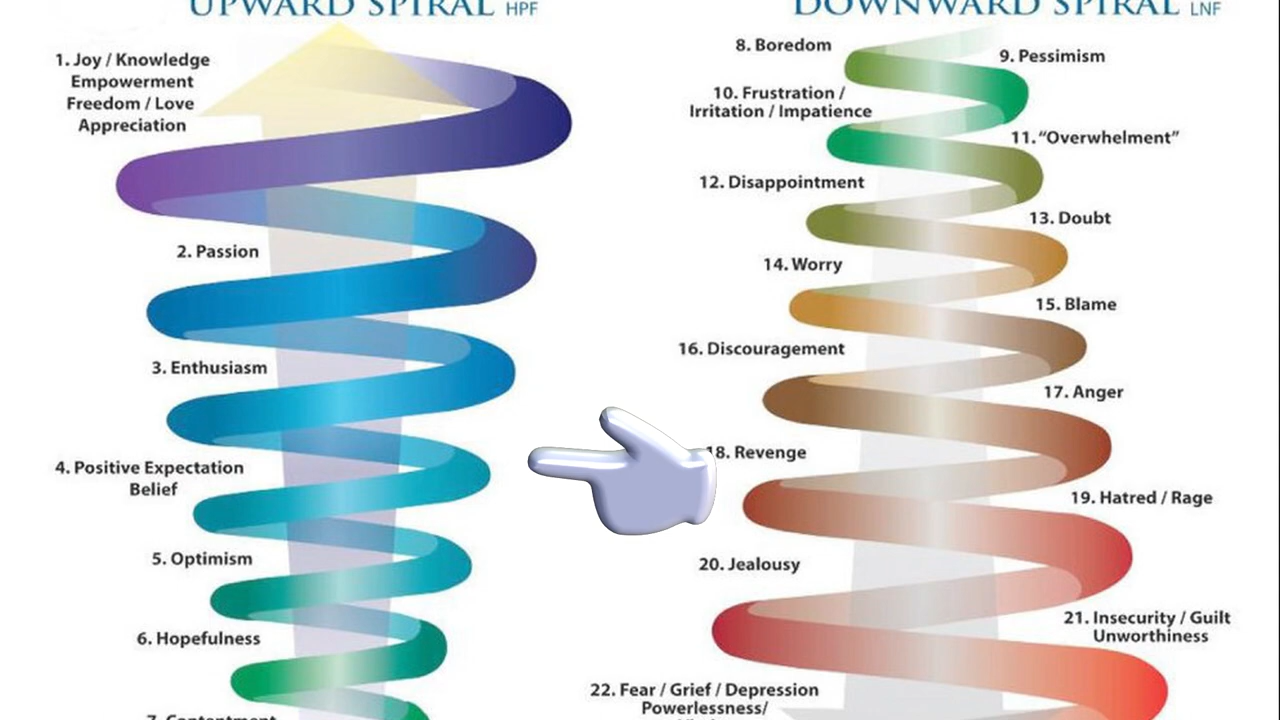 UPWARD SPIRAL HPF
1. Joy / Knowledge
Empowerment
Freedom / Love
Appreciation
2. Passion
3. Enthusiasm
4. Positive Expectation
Belief
5. Optimism
6. Hopefulness
7. Contentment
DOWNWARD SPIRAL LNF
8. Boredom
9. Pessimism
10. Frustration /
Irritation / Impatience
11. “Overwhelment”
12. Disappointment
13. Doubt
14. Worry
15. Blame
16. Discouragement
17. Anger
18. Revenge
19. Hatred / Rage
20. Jealousy
21. Insecurity / Guilt
Unworthiness
22. Fear / Grief / Depression
Powerlessness/